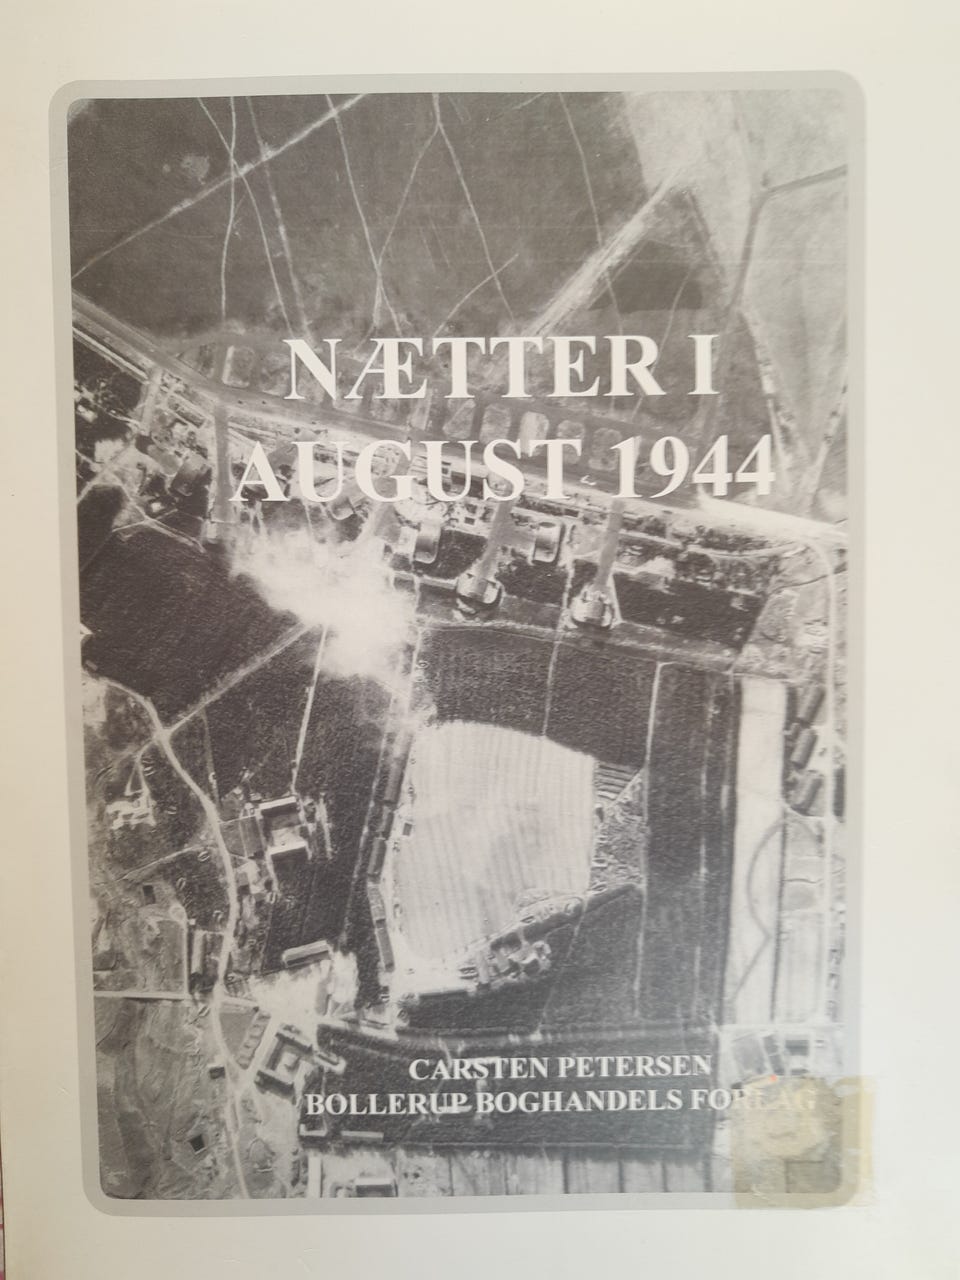 NÆTTER I
AUGUST 1944
CARSTEN PETERSEN
BOLLERUP BOGHANDELS FORLAG